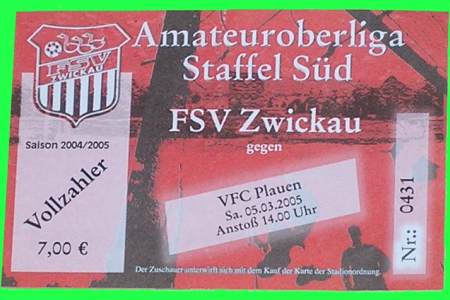 Amateuroberliga
Staffel Süd
FSV
ZWICKAU
FSV Zwickau
gegen
Saison 2004/2005
Vollzahler
7,00 €
VFC Plauen
Sa. 05.03.2005
Anstoß 14.00 Uhr
Nr.: 0431
Der Zuschauer unterwirft sich mit dem Kauf der Karte der Stadionordnung.